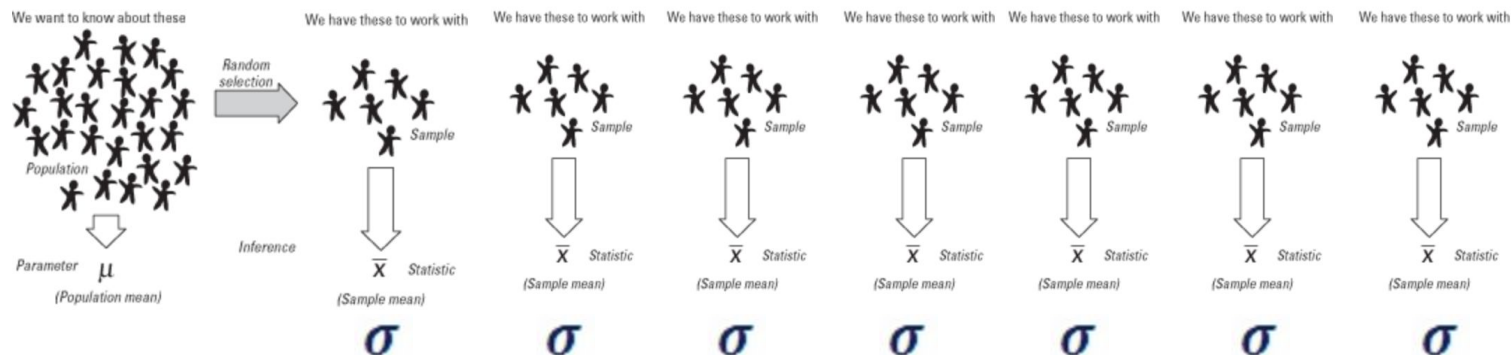 We want to know about these
Population
Parameter μ
(Population mean)
Random
selection
Inference
We have these to work with
Sample
x̄ Statistic
(Sample mean)
σ
We have these to work with
Sample
x̄ Statistic
(Sample mean)
σ
We have these to work with
Sample
x̄ Statistic
(Sample mean)
σ
We have these to work with
Sample
x̄ Statistic
(Sample mean)
σ
We have these to work with
Sample
x̄ Statistic
(Sample mean)
σ
We have these to work with
Sample
x̄ Statistic
(Sample mean)
σ
We have these to work with
Sample
x̄ Statistic
(Sample mean)
σ